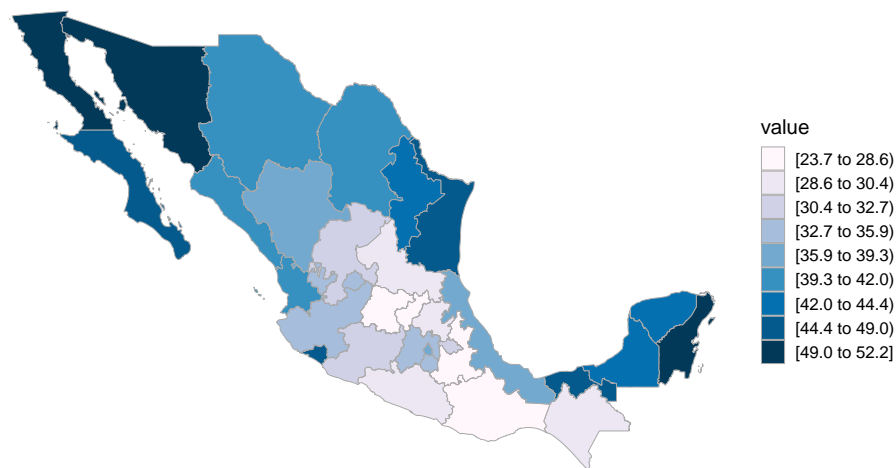 value
[23.7 to 28.6)
[28.6 to 30.4)
[30.4 to 32.7)
[32.7 to 35.9)
[35.9 to 39.3)
[39.3 to 42.0)
[42.0 to 44.4)
[44.4 to 49.0)
[49.0 to 52.2]